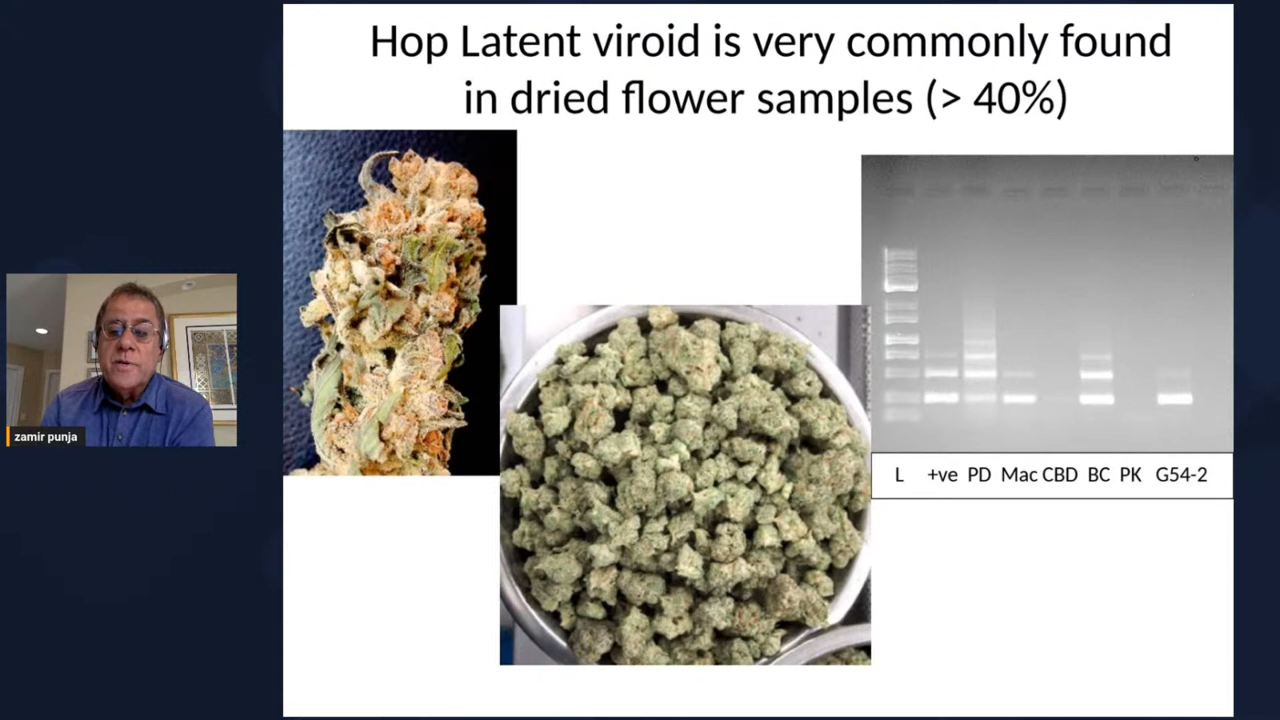 Hop Latent viroid is very commonly found
in dried flower samples (> 40%)
zamir punja
L +ve PD Mac CBD BC PK G54-2